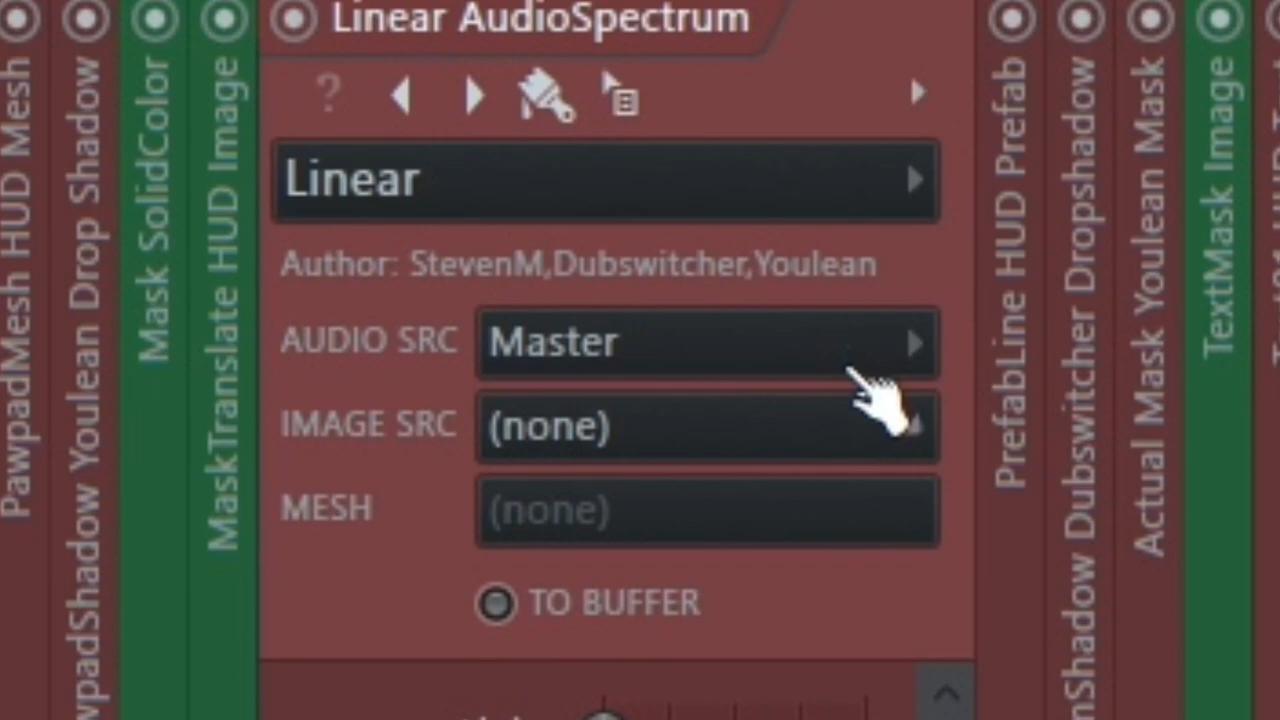 PawpadMesh HUD Mesh
wpadShadow Youlean Drop Shadow
Mask SolidColor
MaskTranslate HUD Image
Linear AudioSpectrum
?
Linear
Author: StevenM,Dubswitcher,Youlean
AUDIO SRC Master
IMAGE SRC (none)
MESH (none)
TO BUFFER
PrefabLine HUD Prefab
nShadow Dubswitcher Dropshadow
Actual Mask Youlean Mask
TextMask Image